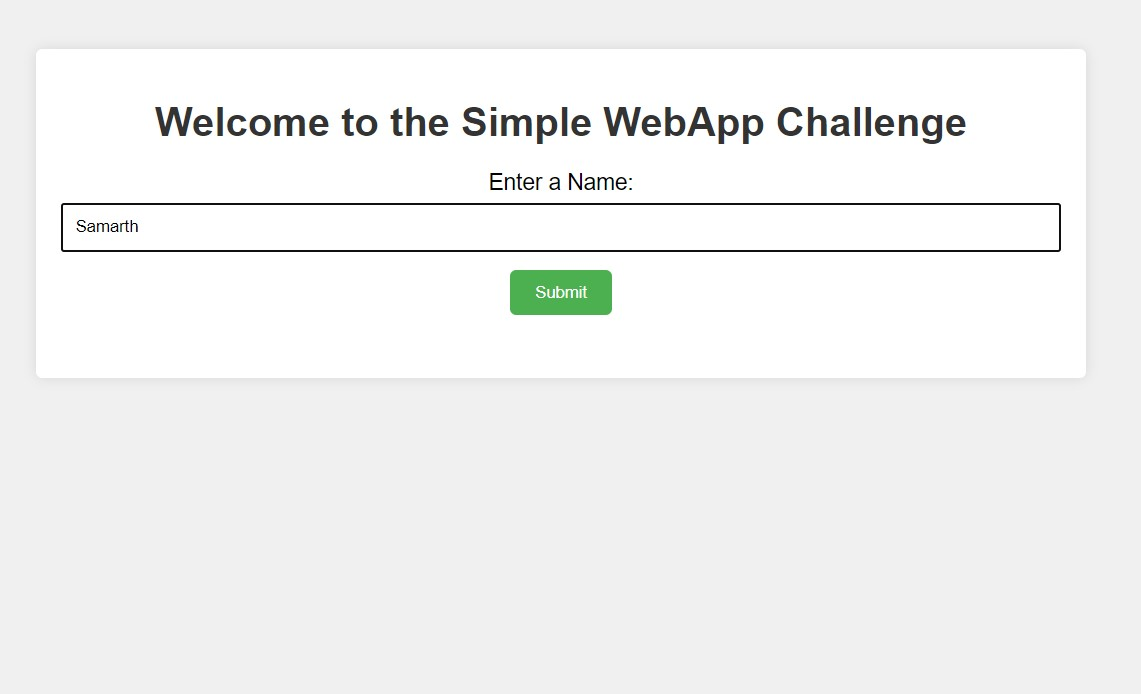 Welcome to the Simple WebApp Challenge
Enter a Name:
Samarth
Submit